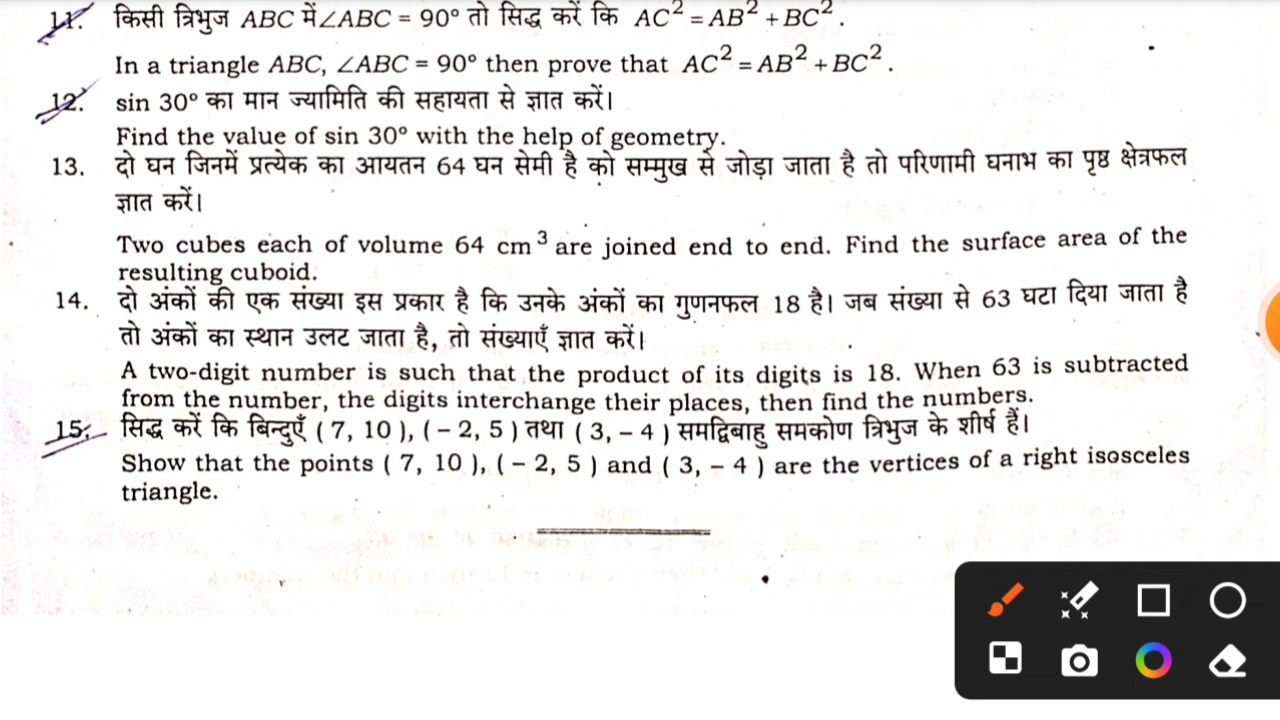 11. किसी त्रिभुज ABC में ∠ABC = 90° तो सिद्ध करें कि AC² = AB² + BC².
In a triangle ABC, ∠ABC = 90° then prove that AC² = AB² + BC².
12. sin 30° का मान ज्यामिति की सहायता से ज्ञात करें।
Find the value of sin 30° with the help of geometry.
13. दो घन जिनमें प्रत्येक का आयतन 64 घन सेमी है को सम्मुख से जोड़ा जाता है तो परिणामी घनाभ का पृष्ठ क्षेत्रफल
ज्ञात करें।
Two cubes each of volume 64 cm³ are joined end to end. Find the surface area of the
resulting cuboid.
14. दो अंकों की एक संख्या इस प्रकार है कि उनके अंकों का गुणनफल 18 है। जब संख्या से 63 घटा दिया जाता है
तो अंकों का स्थान उलट जाता है, तो संख्याएँ ज्ञात करें।
A two-digit number is such that the product of its digits is 18. When 63 is subtracted
from the number, the digits interchange their places, then find the numbers.
15. सिद्ध करें कि बिन्दुएँ ( 7, 10 ), ( – 2, 5 ) तथा ( 3, – 4 ) समद्विबाहु समकोण त्रिभुज के शीर्ष हैं।
Show that the points ( 7, 10 ), ( – 2, 5 ) and ( 3, – 4 ) are the vertices of a right isosceles
triangle.